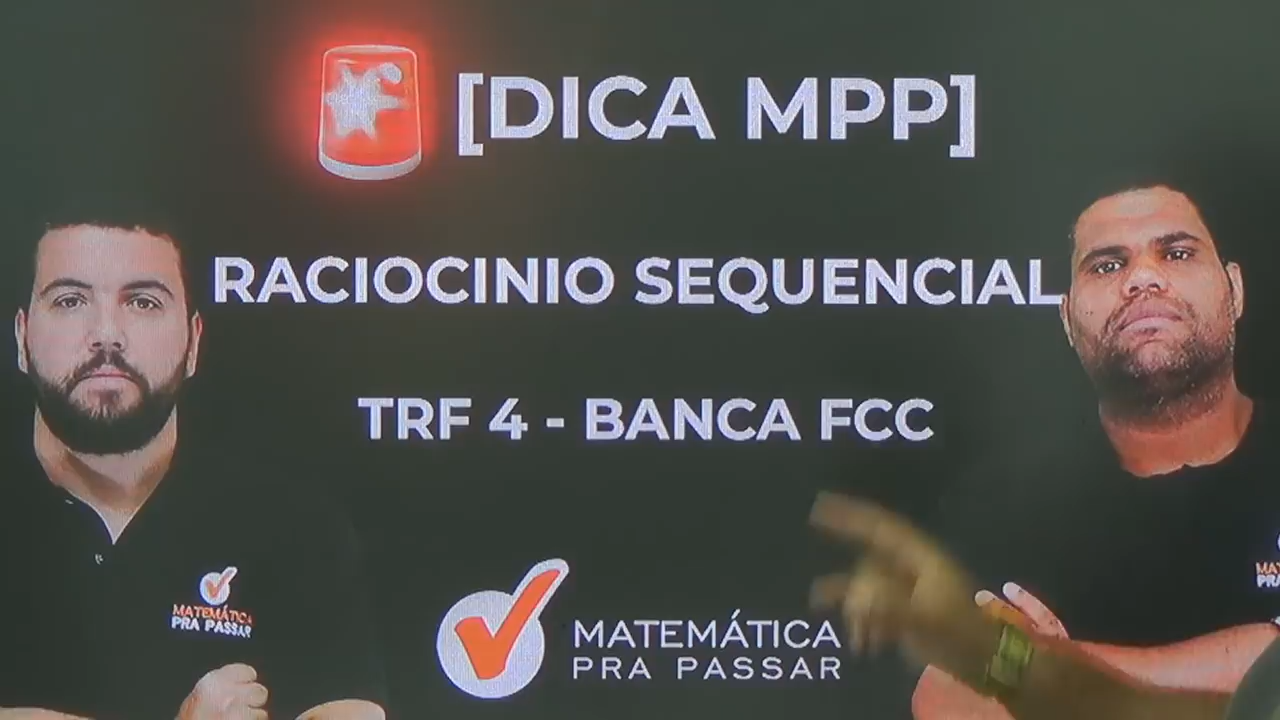 [DICA MPP]
RACIOCINIO SEQUENCIAL
TRF 4 - BANCA FCC
MATEMÁTICA
PRA PASSAR
MATEMÁTICA
PRA PASSAR